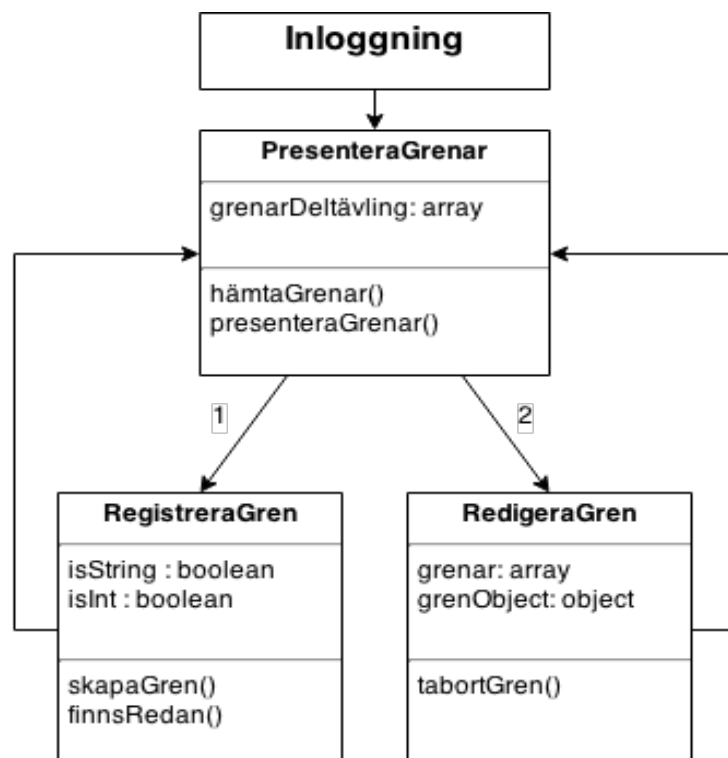 Inloggning
PresenteraGrenar
grenarDeltävling: array
hämtaGrenar()
presenteraGrenar()
1
2
RegistreraGren
isString : boolean
isInt : boolean
skapaGren()
finnsRedan()
RedigeraGren
grenar: array
grenObject: object
tabortGren()